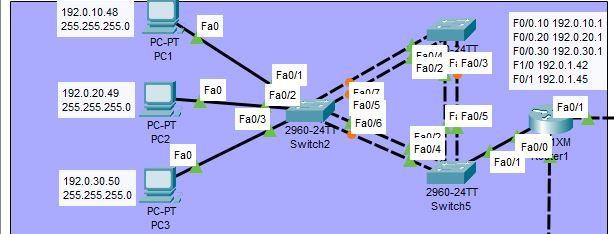 192.0.10.48
255.255.255.0
PC-PT
PC1
Fa0
192.0.20.49
255.255.255.0
PC-PT
PC2
Fa0
192.0.30.50
255.255.255.0
PC-PT
PC3
Fa0
Fa0/1
Fa0/2
Fa0/3
2960-24TT
Switch2
Fa0/7
Fa0/5
Fa0/6
Fa0/4
Fa0/2
Fa0/3
Fa0/5
Fa0/4
2960-24TT
Switch5
Fa0/1
Fa0/0
Fa0/1
F0/0.10 192.0.10.1
F0/0.20 192.0.20.1
F0/0.30 192.0.30.1
F1/0 192.0.1.42
F0/1 192.0.1.45